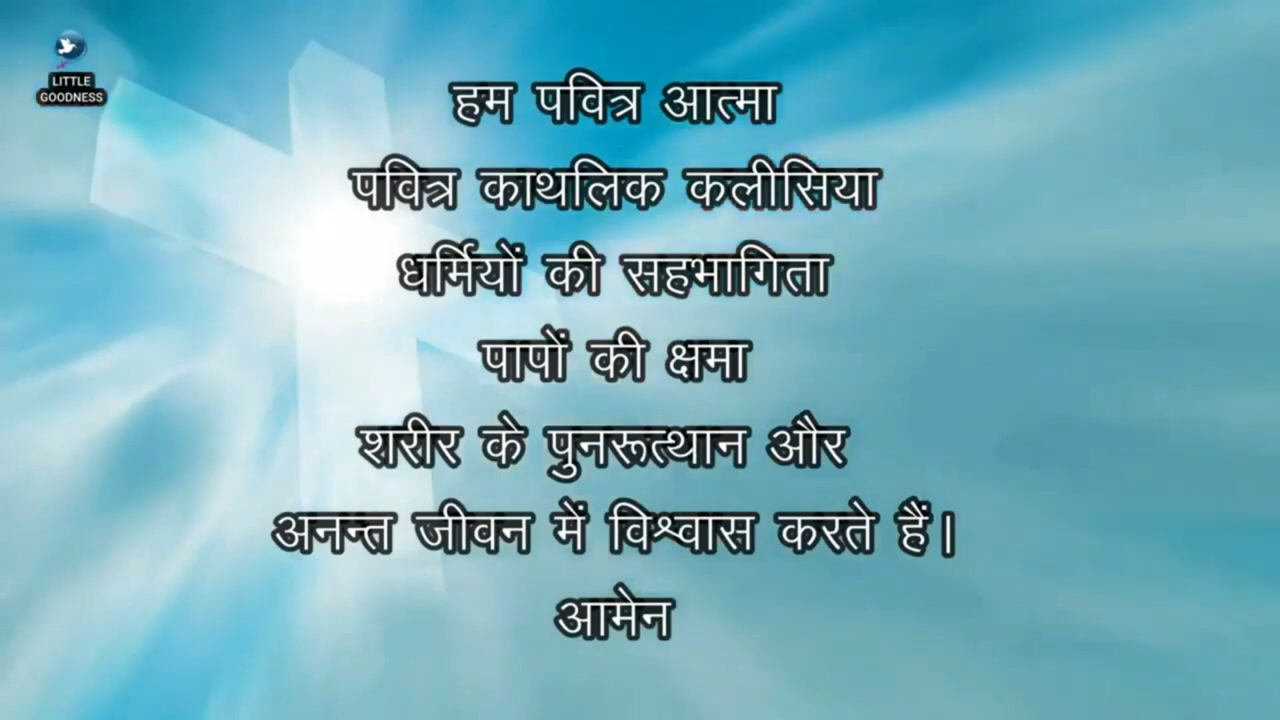 LITTLE
GOODNESS
हम पवित्र आत्मा
पवित्र काथलिक कलीसिया
धर्मियों की सहभागिता
पापों की क्षमा
शरीर के पुनरूत्थान और
अनन्त जीवन में विश्वास करते हैं।
आमेन